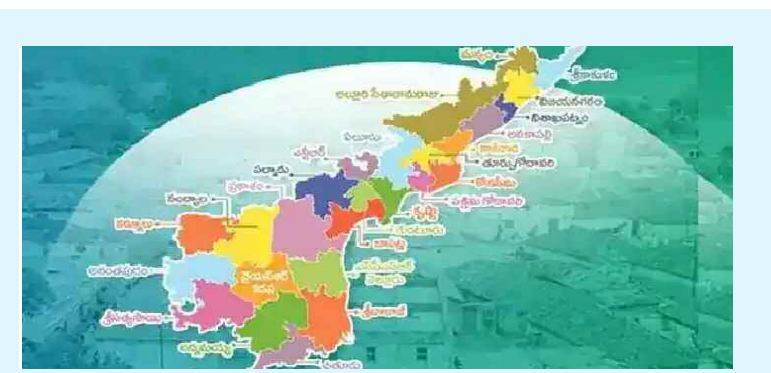 మన్యం
శ్రీకాకుళం
అల్లూరి సీతారామరాజు
విజయనగరం
విశాఖపట్నం
అనకాపల్లి
ఏలూరు
కాకినాడ
తూర్పుగోదావరి
ఎన్టీఆర్
పల్నాడు
కోనసీమ
ప్రకాశం
పశ్చిమ గోదావరి
నంద్యాల
కృష్ణా
కర్నూలు
గుంటూరు
బాపట్ల
అనంతపురం
వైయస్ఆర్
కడప
నెల్లూరు
శ్రీబాలాజీ
శ్రీసత్యసాయి
అన్నమయ్య
చిత్తూరు